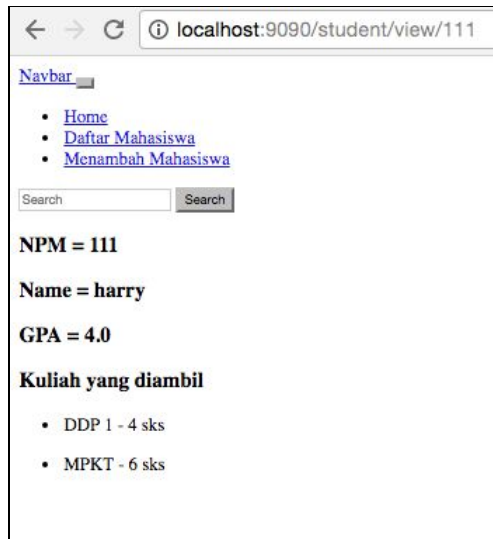 localhost:9090/student/view/111
Navbar
Home
Daftar Mahasiswa
Menambah Mahasiswa
Search Search
NPM = 111
Name = harry
GPA = 4.0
Kuliah yang diambil
DDP 1 - 4 sks
MPKT - 6 sks